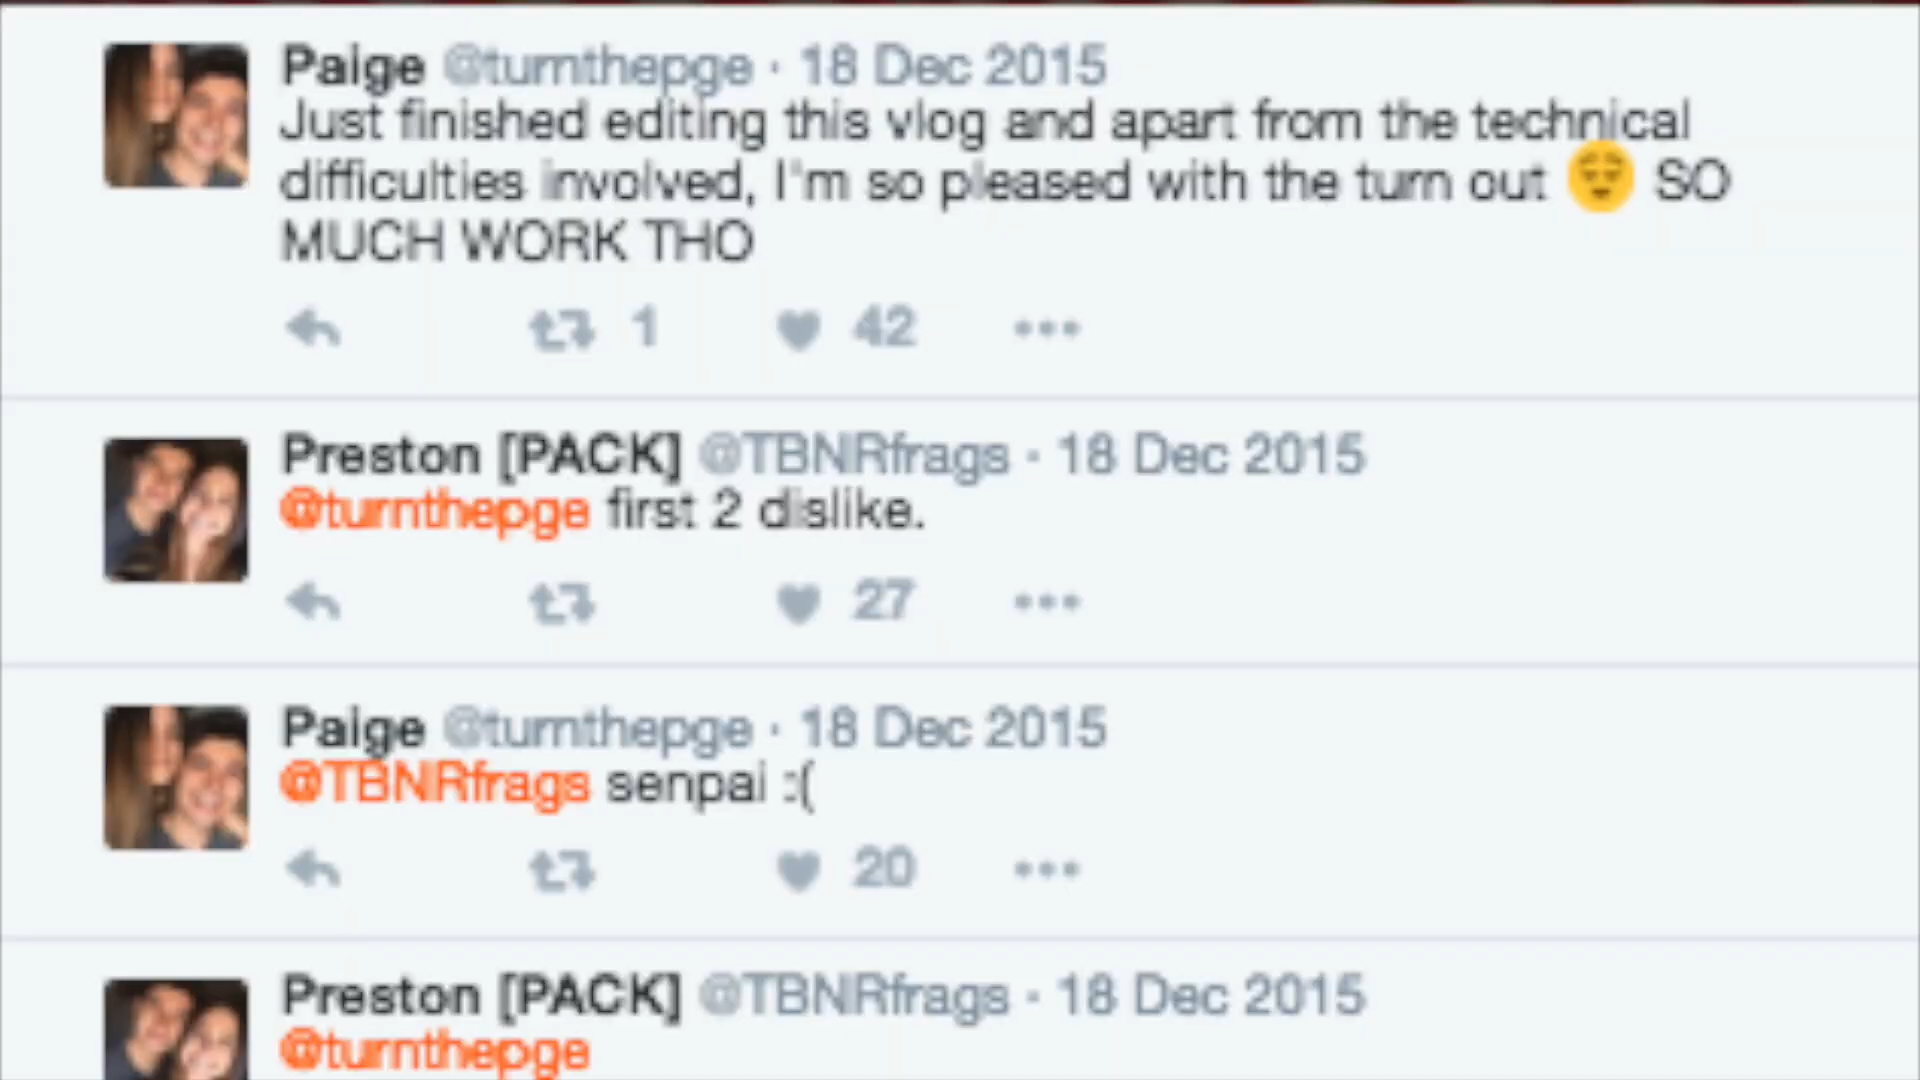 Paige @turnthepge · 18 Dec 2015
Just finished editing this vlog and apart from the technical
difficulties involved, I'm so pleased with the turn out 😌 SO
MUCH WORK THO
1 42 •••
Preston [PACK] @TBNRfrags · 18 Dec 2015
@turnthepge first 2 dislike.
27 •••
Paige @turnthepge · 18 Dec 2015
@TBNRfrags senpai :(
20 •••
Preston [PACK] @TBNRfrags · 18 Dec 2015
@turnthepge